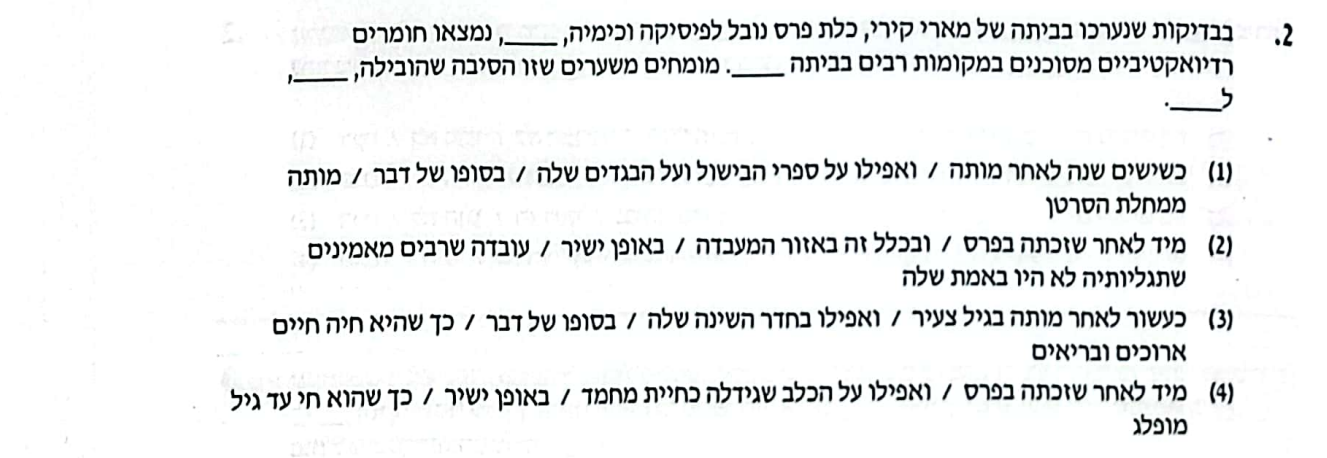 2. בבדיקות שנערכו בביתה של מארי קירי, כלת פרס נובל לפיסיקה וכימיה, ____, נמצאו חומרים
רדיואקטיביים מסוכנים במקומות רבים בביתה ____. מומחים משערים שזו הסיבה שהובילה, ____,
ל____.
(1) כשישים שנה לאחר מותה / ואפילו על ספרי הבישול ועל הבגדים שלה / בסופו של דבר / מותה
ממחלת הסרטן
(2) מיד לאחר שזכתה בפרס / ובכלל זה באזור המעבדה / באופן ישיר / עובדה שרבים מאמינים
שתגליותיה לא היו באמת שלה
(3) כעשור לאחר מותה בגיל צעיר / ואפילו בחדר השינה שלה / בסופו של דבר / כך שהיא חיה חיים
ארוכים ובריאים
(4) מיד לאחר שזכתה בפרס / ואפילו על הכלב שגידלה כחיית מחמד / באופן ישיר / כך שהוא חי עד גיל
מופלג